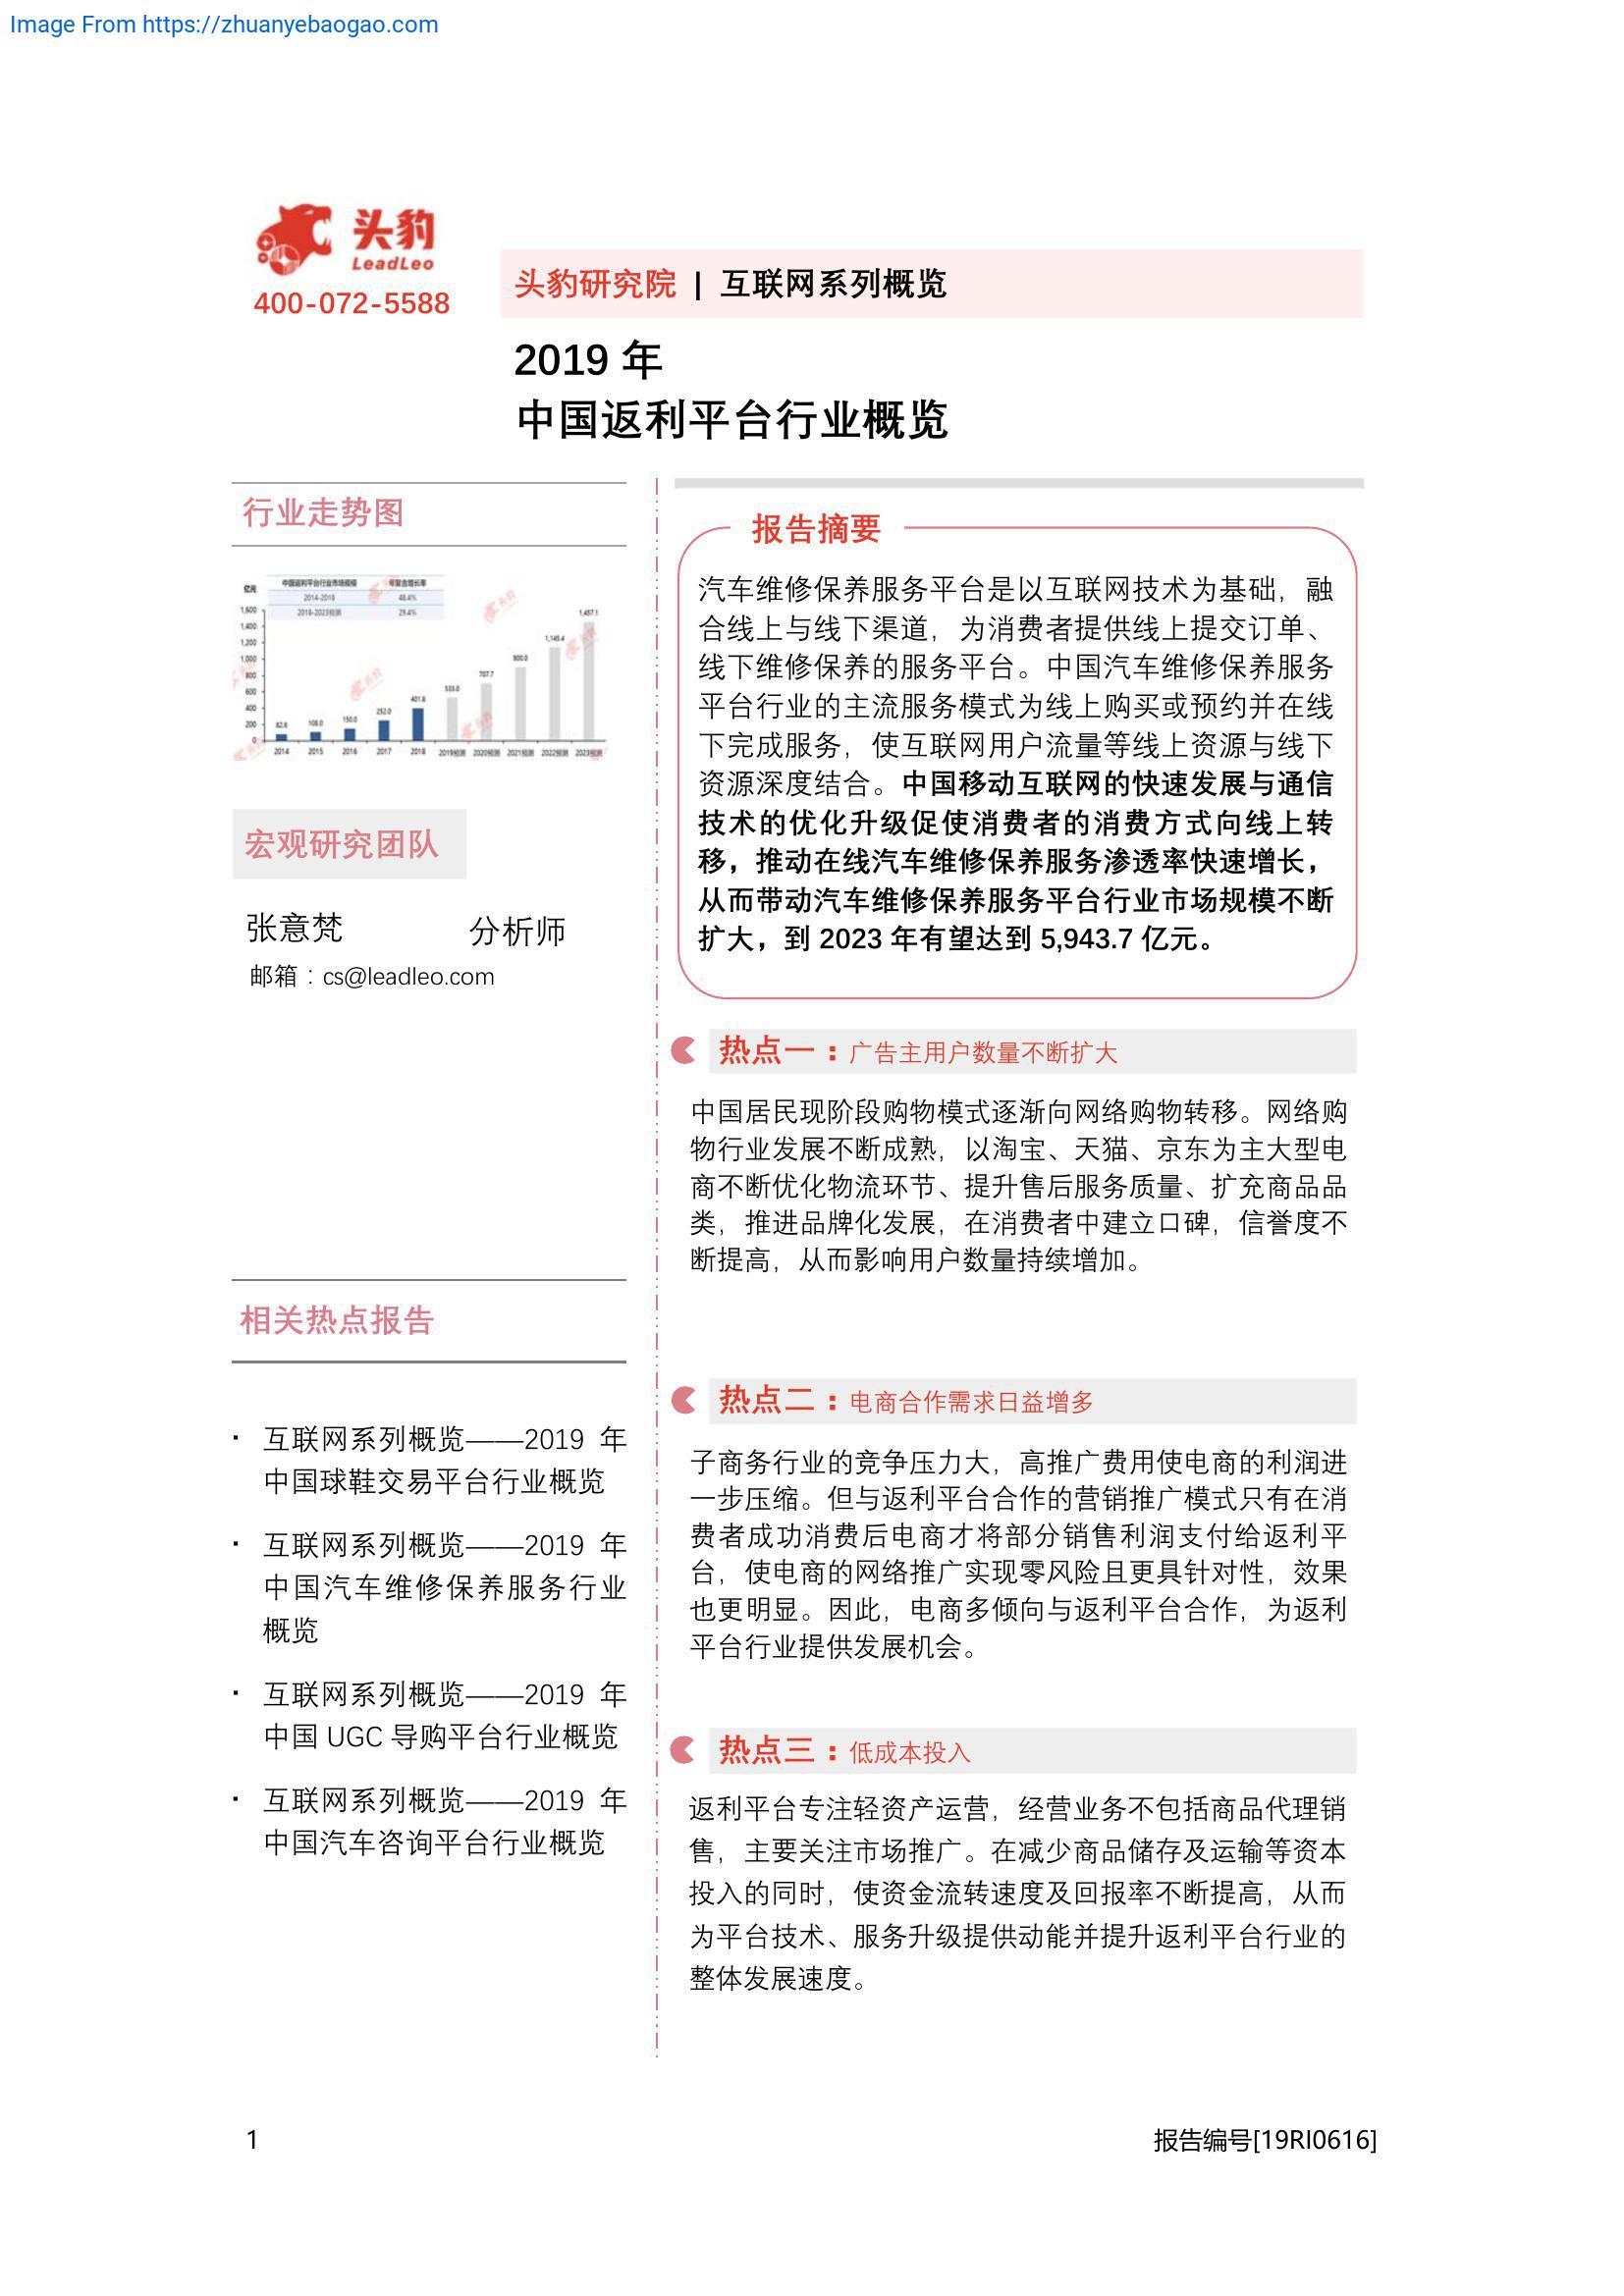 Image From https://zhuanyebaogao.com
头豹
LeadLeo
400-072-5588
头豹研究院 | 互联网系列概览
2019 年
中国返利平台行业概览
行业走势图
亿元
中国返利平台行业市场规模 年复合增长率
2014-2018 48.4%
2018-2023预测 29.4%
1,600
1,400
1,200
1,000
800
600
400
200
0
82.8 108.0 150.0 252.0 401.8 533.0 707.7 900.0 1,149.4 1,457.1
2014 2015 2016 2017 2018 2019预测 2020预测 2021预测 2022预测 2023预测
宏观研究团队
张意梵 分析师
邮箱：cs@leadleo.com
相关热点报告
· 互联网系列概览——2019 年
中国球鞋交易平台行业概览
· 互联网系列概览——2019 年
中国汽车维修保养服务行业
概览
· 互联网系列概览——2019 年
中国 UGC 导购平台行业概览
· 互联网系列概览——2019 年
中国汽车咨询平台行业概览
报告摘要
汽车维修保养服务平台是以互联网技术为基础，融
合线上与线下渠道，为消费者提供线上提交订单、
线下维修保养的服务平台。中国汽车维修保养服务
平台行业的主流服务模式为线上购买或预约并在线
下完成服务，使互联网用户流量等线上资源与线下
资源深度结合。中国移动互联网的快速发展与通信
技术的优化升级促使消费者的消费方式向线上转
移，推动在线汽车维修保养服务渗透率快速增长，
从而带动汽车维修保养服务平台行业市场规模不断
扩大，到 2023 年有望达到 5,943.7 亿元。
热点一：广告主用户数量不断扩大
中国居民现阶段购物模式逐渐向网络购物转移。网络购
物行业发展不断成熟，以淘宝、天猫、京东为主大型电
商不断优化物流环节、提升售后服务质量、扩充商品品
类，推进品牌化发展，在消费者中建立口碑，信誉度不
断提高，从而影响用户数量持续增加。
热点二：电商合作需求日益增多
子商务行业的竞争压力大，高推广费用使电商的利润进
一步压缩。但与返利平台合作的营销推广模式只有在消
费者成功消费后电商才将部分销售利润支付给返利平
台，使电商的网络推广实现零风险且更具针对性，效果
也更明显。因此，电商多倾向与返利平台合作，为返利
平台行业提供发展机会。
热点三：低成本投入
返利平台专注轻资产运营，经营业务不包括商品代理销
售，主要关注市场推广。在减少商品储存及运输等资本
投入的同时，使资金流转速度及回报率不断提高，从而
为平台技术、服务升级提供动能并提升返利平台行业的
整体发展速度。
1
报告编号[19RI0616]